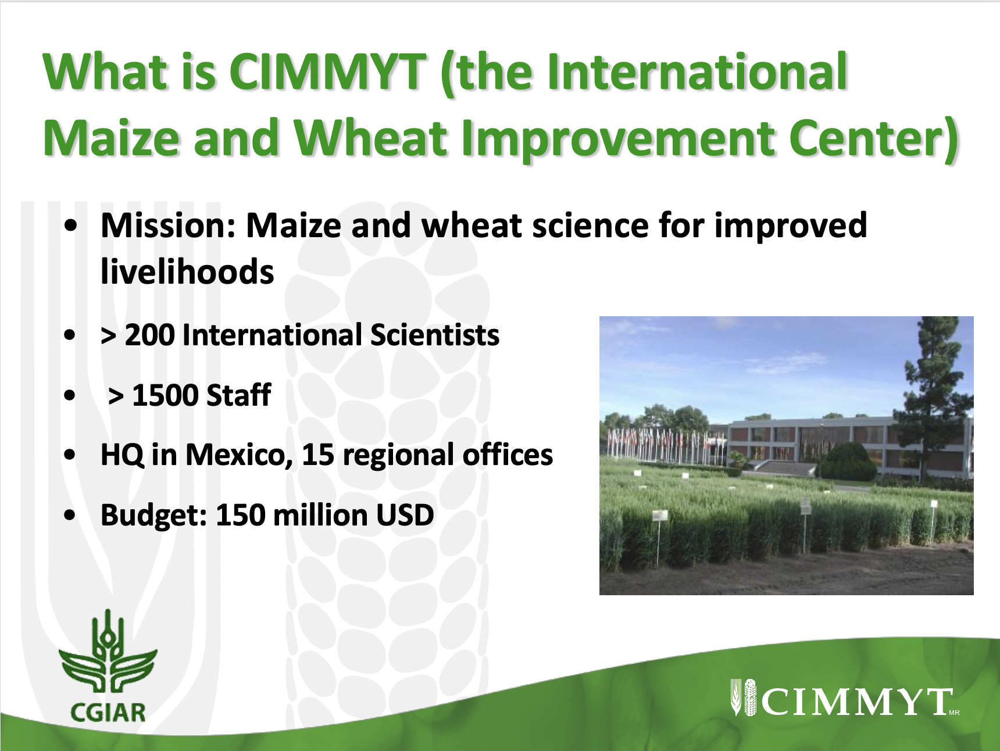 What is CIMMYT (the International
Maize and Wheat Improvement Center)
• Mission: Maize and wheat science for improved
livelihoods
• > 200 International Scientists
• > 1500 Staff
• HQ in Mexico, 15 regional offices
• Budget: 150 million USD
CGIAR
CIMMYT MR